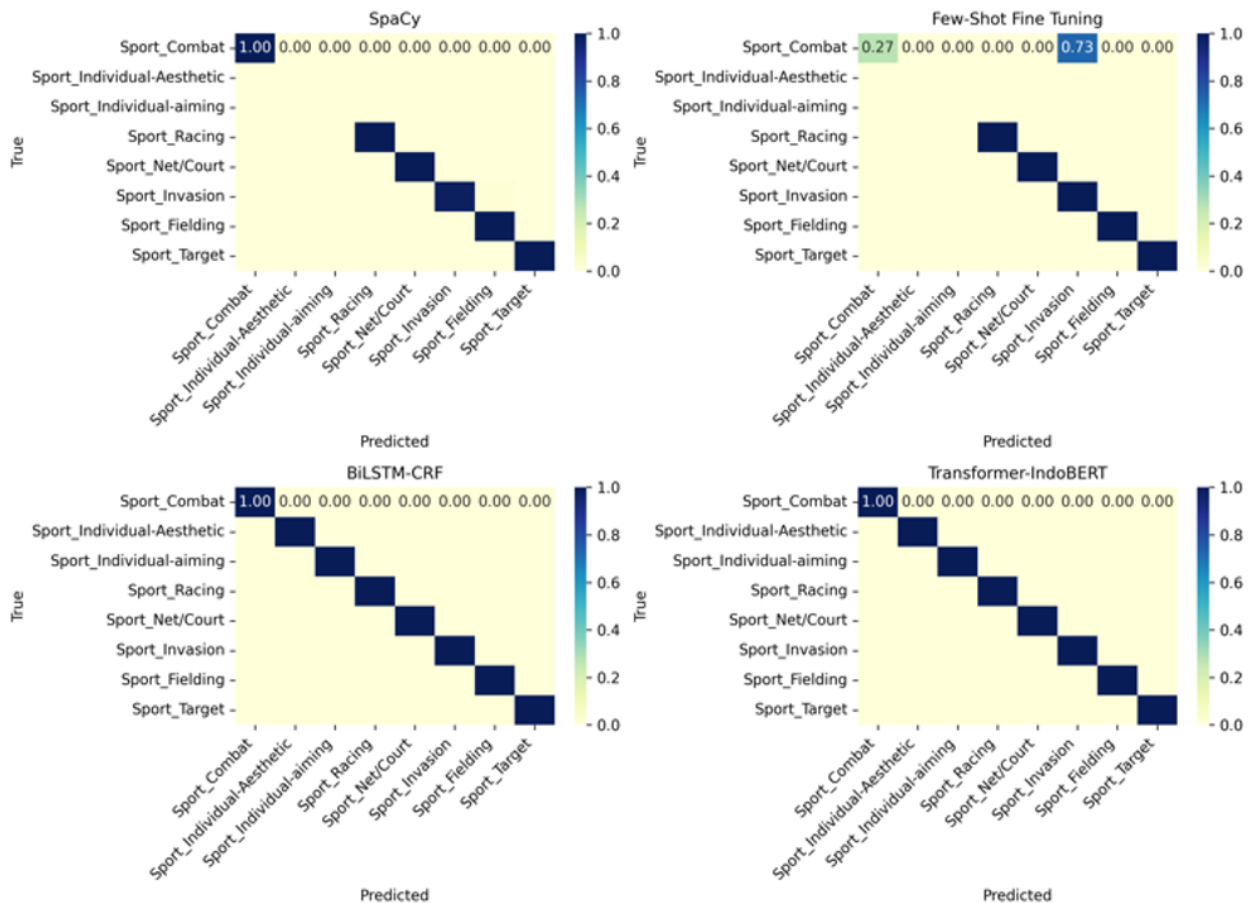 SpaCy
Sport_Combat 1.00 0.00 0.00 0.00 0.00 0.00 0.00 0.00
Sport_Individual-Aesthetic
Sport_Individual-aiming
Sport_Racing
Sport_Net/Court
Sport_Invasion
Sport_Fielding
Sport_Target
True
1.0
0.8
0.6
0.4
0.2
0.0
Sport_Combat
Sport_Individual-Aesthetic
Sport_Individual-aiming
Sport_Racing
Sport_Net/Court
Sport_Invasion
Sport_Fielding
Sport_Target
Predicted
Few-Shot Fine Tuning
Sport_Combat 0.27 0.00 0.00 0.00 0.00 0.73 0.00 0.00
Sport_Individual-Aesthetic
Sport_Individual-aiming
Sport_Racing
Sport_Net/Court
Sport_Invasion
Sport_Fielding
Sport_Target
True
1.0
0.8
0.6
0.4
0.2
0.0
Sport_Combat
Sport_Individual-Aesthetic
Sport_Individual-aiming
Sport_Racing
Sport_Net/Court
Sport_Invasion
Sport_Fielding
Sport_Target
Predicted
BiLSTM-CRF
Sport_Combat 1.00 0.00 0.00 0.00 0.00 0.00 0.00 0.00
Sport_Individual-Aesthetic
Sport_Individual-aiming
Sport_Racing
Sport_Net/Court
Sport_Invasion
Sport_Fielding
Sport_Target
True
1.0
0.8
0.6
0.4
0.2
0.0
Sport_Combat
Sport_Individual-Aesthetic
Sport_Individual-aiming
Sport_Racing
Sport_Net/Court
Sport_Invasion
Sport_Fielding
Sport_Target
Predicted
Transformer-IndoBERT
Sport_Combat 1.00 0.00 0.00 0.00 0.00 0.00 0.00 0.00
Sport_Individual-Aesthetic
Sport_Individual-aiming
Sport_Racing
Sport_Net/Court
Sport_Invasion
Sport_Fielding
Sport_Target
True
1.0
0.8
0.6
0.4
0.2
0.0
Sport_Combat
Sport_Individual-Aesthetic
Sport_Individual-aiming
Sport_Racing
Sport_Net/Court
Sport_Invasion
Sport_Fielding
Sport_Target
Predicted